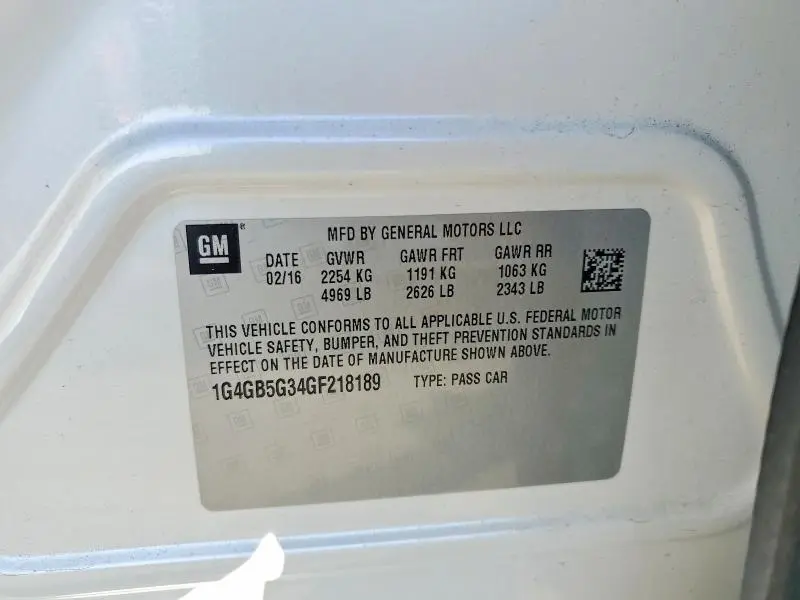 GM ®
MFD BY GENERAL MOTORS LLC
DATE GVWR GAWR FRT GAWR RR
02/16 2254 KG 1191 KG 1063 KG
4969 LB 2626 LB 2343 LB
THIS VEHICLE CONFORMS TO ALL APPLICABLE U.S. FEDERAL MOTOR
VEHICLE SAFETY, BUMPER, AND THEFT PREVENTION STANDARDS IN
EFFECT ON THE DATE OF MANUFACTURE SHOWN ABOVE.
1G4GB5G34GF218189 TYPE: PASS CAR